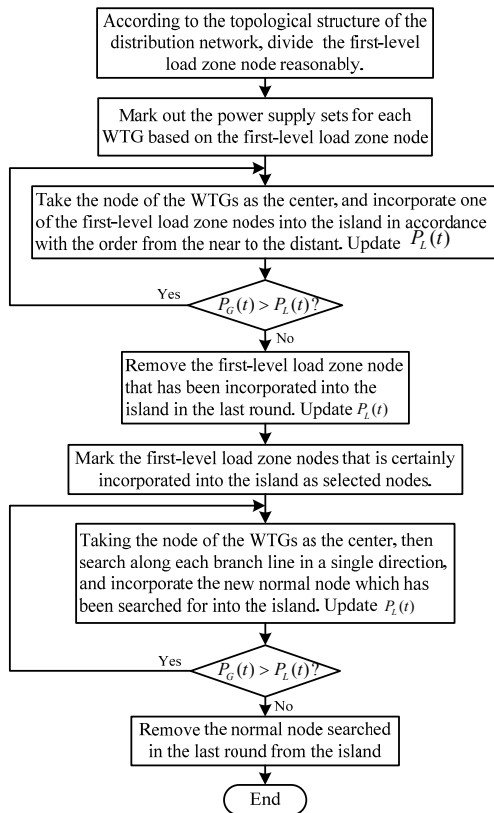 According to the topological structure of the
distribution network, divide the first-level
load zone node reasonably.
Mark out the power supply sets for each
WTG based on the first-level load zone node
Take the node of the WTGs as the center, and incorporate one
of the first-level load zone nodes into the island in accordance
with the order from the near to the distant. Update P_L(t)
Yes
P_G(t) > P_L(t)?
No
Remove the first-level load zone node
that has been incorporated into the
island in the last round. Update P_L(t)
Mark the first-level load zone nodes that is certainly
incorporated into the island as selected nodes.
Taking the node of the WTGs as the center, then
search along each branch line in a single direction,
and incorporate the new normal node which has
been searched for into the island. Update P_L(t)
Yes
P_G(t) > P_L(t)?
No
Remove the normal node searched
in the last round from the island
End